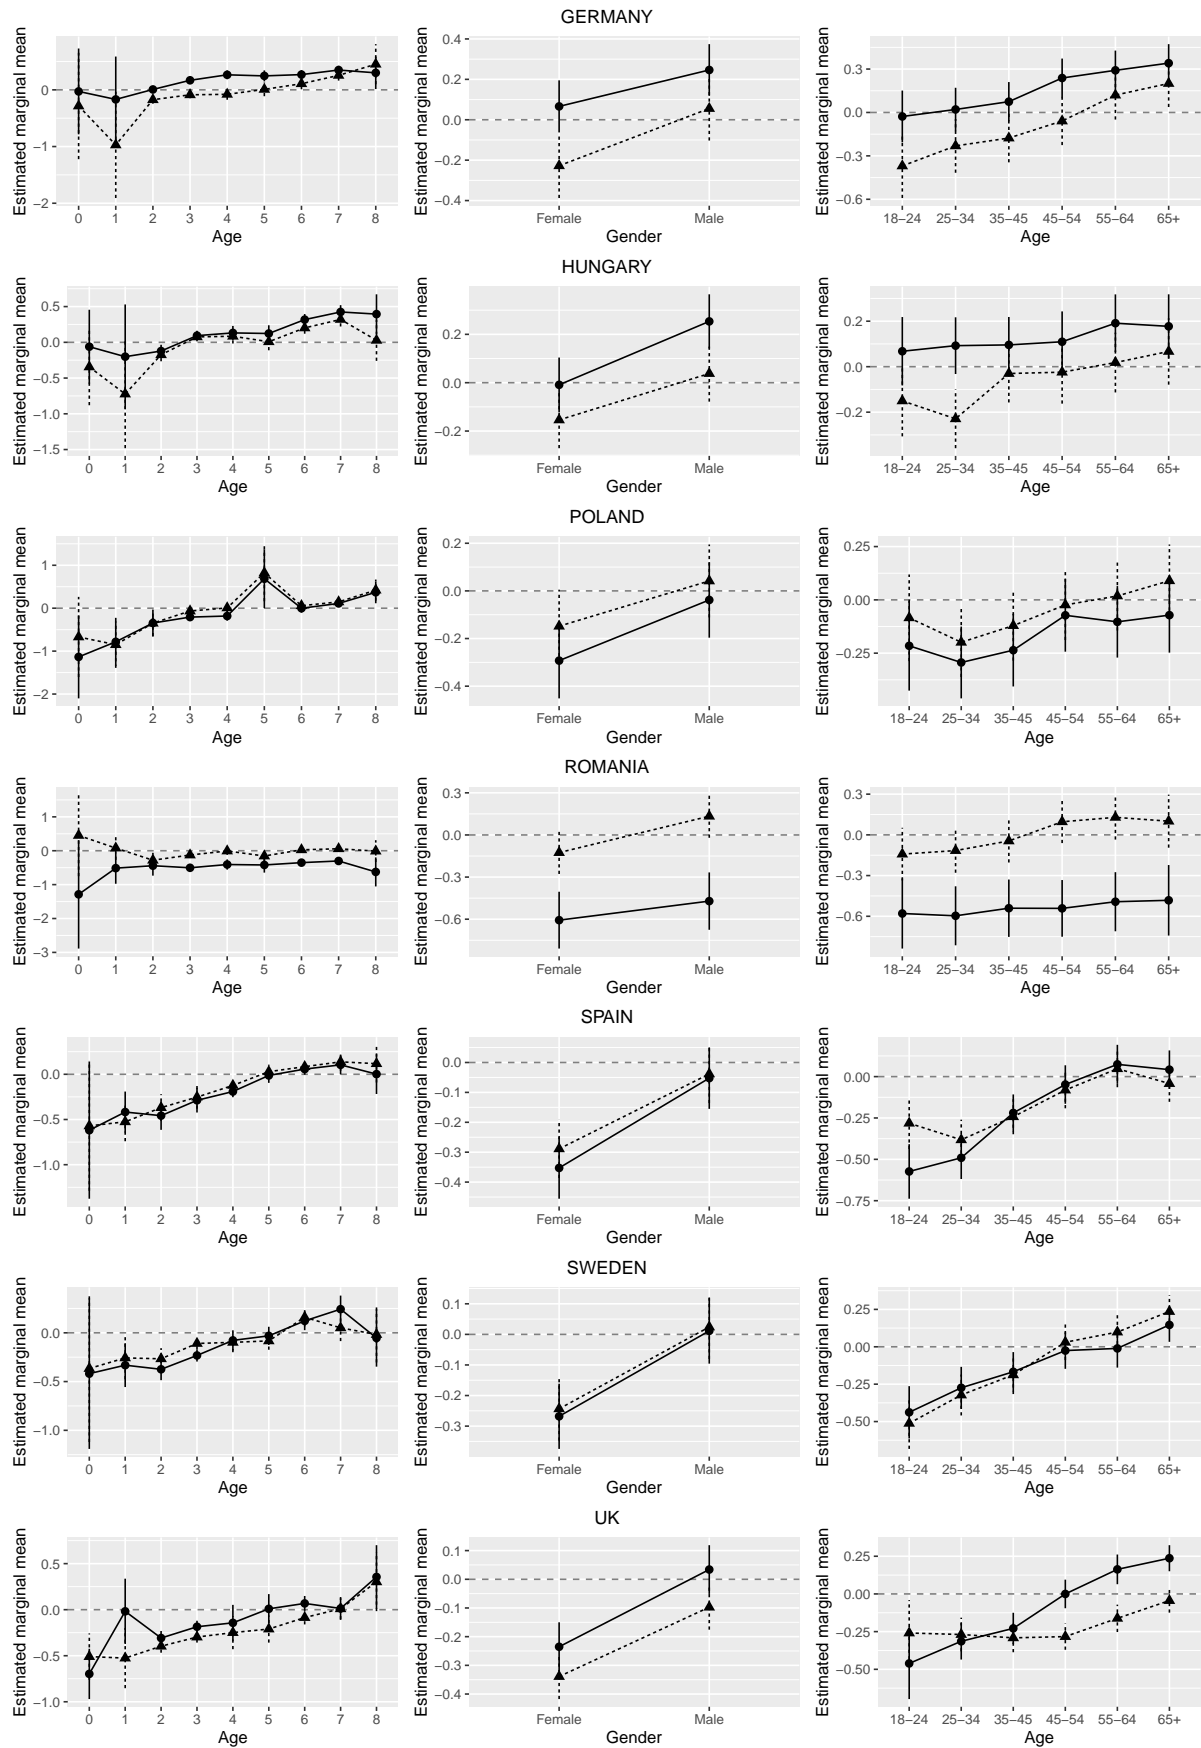 GERMANY
Estimated marginal mean
0
−1
−2
0 1 2 3 4 5 6 7 8
Age
Estimated marginal mean
0.4
0.2
0.0
−0.2
−0.4
Female Male
Gender
Estimated marginal mean
0.3
0.0
−0.3
−0.6
18−24 25−34 35−45 45−54 55−64 65+
Age
HUNGARY
Estimated marginal mean
0.5
0.0
−0.5
−1.0
−1.5
0 1 2 3 4 5 6 7 8
Age
Estimated marginal mean
0.2
0.0
−0.2
Female Male
Gender
Estimated marginal mean
0.2
0.0
−0.2
18−24 25−34 35−45 45−54 55−64 65+
Age
POLAND
Estimated marginal mean
1
0
−1
−2
0 1 2 3 4 5 6 7 8
Age
Estimated marginal mean
0.2
0.0
−0.2
−0.4
Female Male
Gender
Estimated marginal mean
0.25
0.00
−0.25
18−24 25−34 35−45 45−54 55−64 65+
Age
ROMANIA
Estimated marginal mean
1
0
−1
−2
−3
0 1 2 3 4 5 6 7 8
Age
Estimated marginal mean
0.3
0.0
−0.3
−0.6
Female Male
Gender
Estimated marginal mean
0.3
0.0
−0.3
−0.6
18−24 25−34 35−45 45−54 55−64 65+
Age
SPAIN
Estimated marginal mean
0.0
−0.5
−1.0
0 1 2 3 4 5 6 7 8
Age
Estimated marginal mean
0.0
−0.1
−0.2
−0.3
−0.4
Female Male
Gender
Estimated marginal mean
0.00
−0.25
−0.50
−0.75
18−24 25−34 35−45 45−54 55−64 65+
Age
SWEDEN
Estimated marginal mean
0.0
−0.5
−1.0
0 1 2 3 4 5 6 7 8
Age
Estimated marginal mean
0.1
0.0
−0.1
−0.2
−0.3
Female Male
Gender
Estimated marginal mean
0.25
0.00
−0.25
−0.50
18−24 25−34 35−45 45−54 55−64 65+
Age
UK
Estimated marginal mean
0.5
0.0
−0.5
−1.0
0 1 2 3 4 5 6 7 8
Age
Estimated marginal mean
0.1
0.0
−0.1
−0.2
−0.3
−0.4
Female Male
Gender
Estimated marginal mean
0.25
0.00
−0.25
−0.50
18−24 25−34 35−45 45−54 55−64 65+
Age